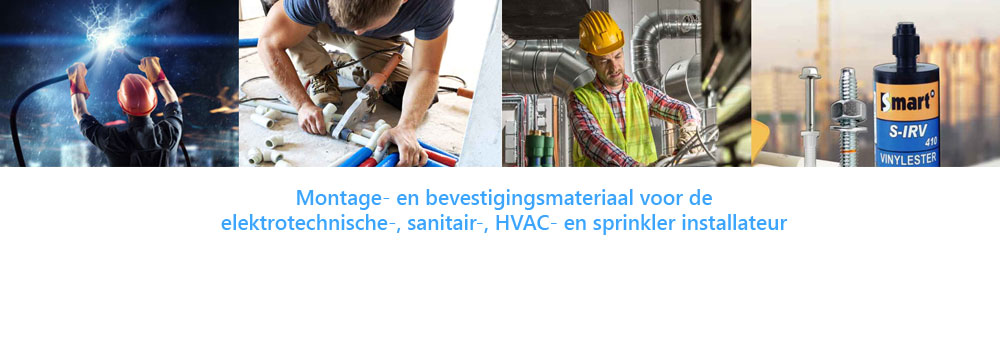 Smart
S-IRV
410
VINYLESTER
Montage- en bevestigingsmateriaal voor de
elektrotechnische-, sanitair-, HVAC- en sprinkler installateur